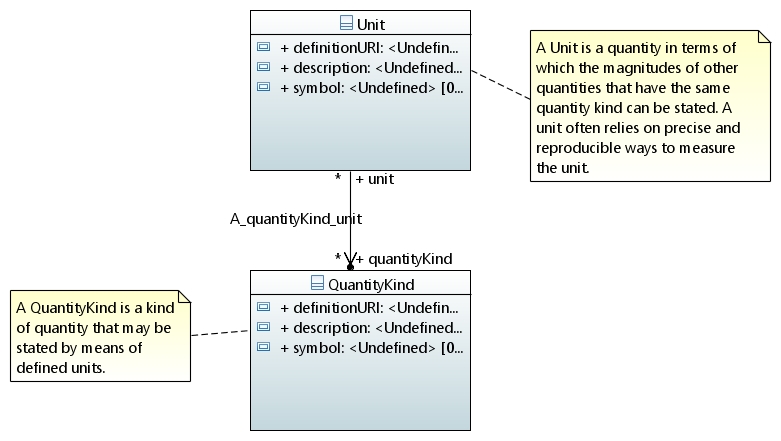 Unit
+ definitionURI: <Undefin...
+ description: <Undefined...
+ symbol: <Undefined> [0...
A Unit is a quantity in terms of
which the magnitudes of other
quantities that have the same
quantity kind can be stated. A
unit often relies on precise and
reproducible ways to measure
the unit.
* + unit
A_quantityKind_unit
* + quantityKind
QuantityKind
+ definitionURI: <Undefin...
+ description: <Undefined...
+ symbol: <Undefined> [0...
A QuantityKind is a kind
of quantity that may be
stated by means of
defined units.